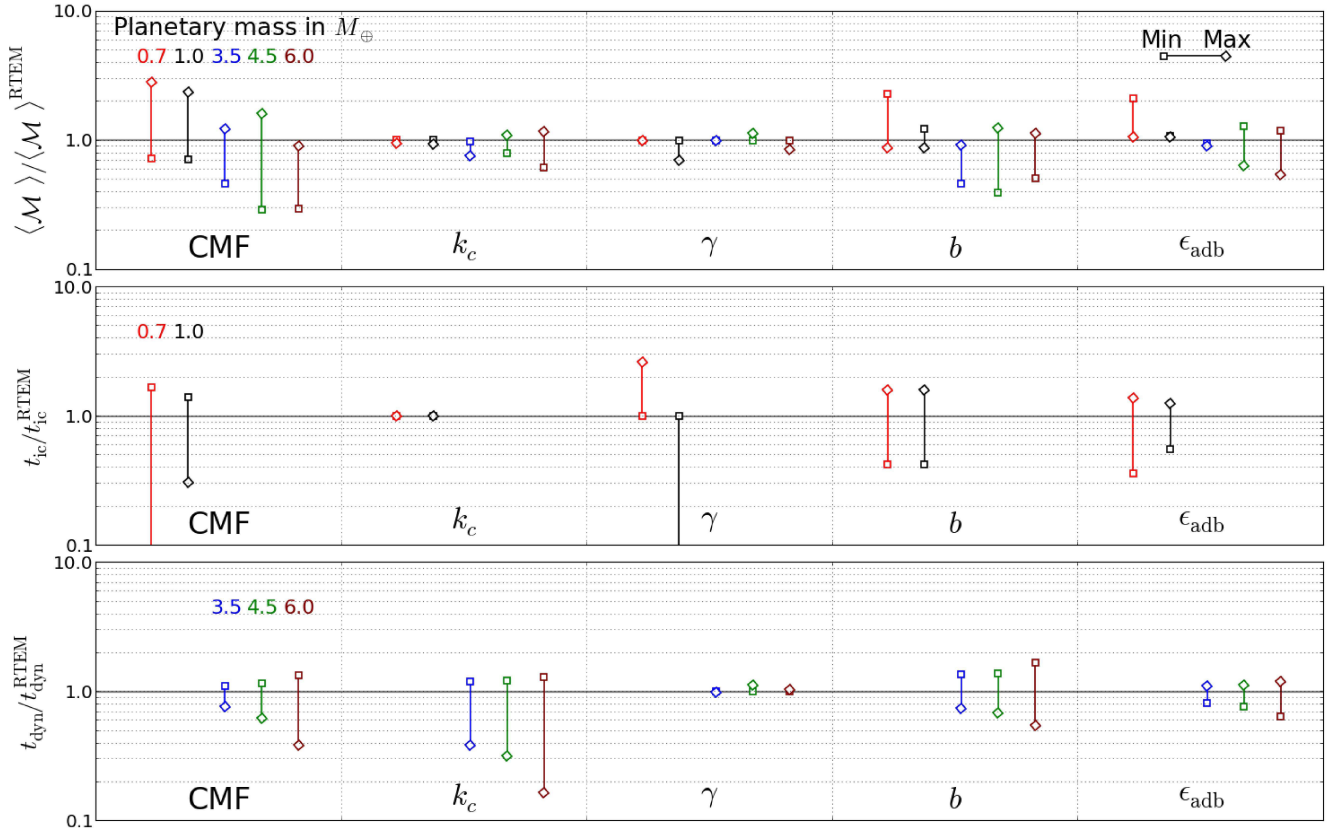 10.0
Planetary mass in M⊕
Min Max
0.7 1.0 3.5 4.5 6.0
⟨ℳ⟩/⟨ℳ⟩^RTEM
1.0
CMF k_c γ b ϵ_adb
0.1
10.0
0.7 1.0
t_ic/t_ic^RTEM
1.0
CMF k_c γ b ϵ_adb
0.1
10.0
3.5 4.5 6.0
t_dyn/t_dyn^RTEM
1.0
CMF k_c γ b ϵ_adb
0.1